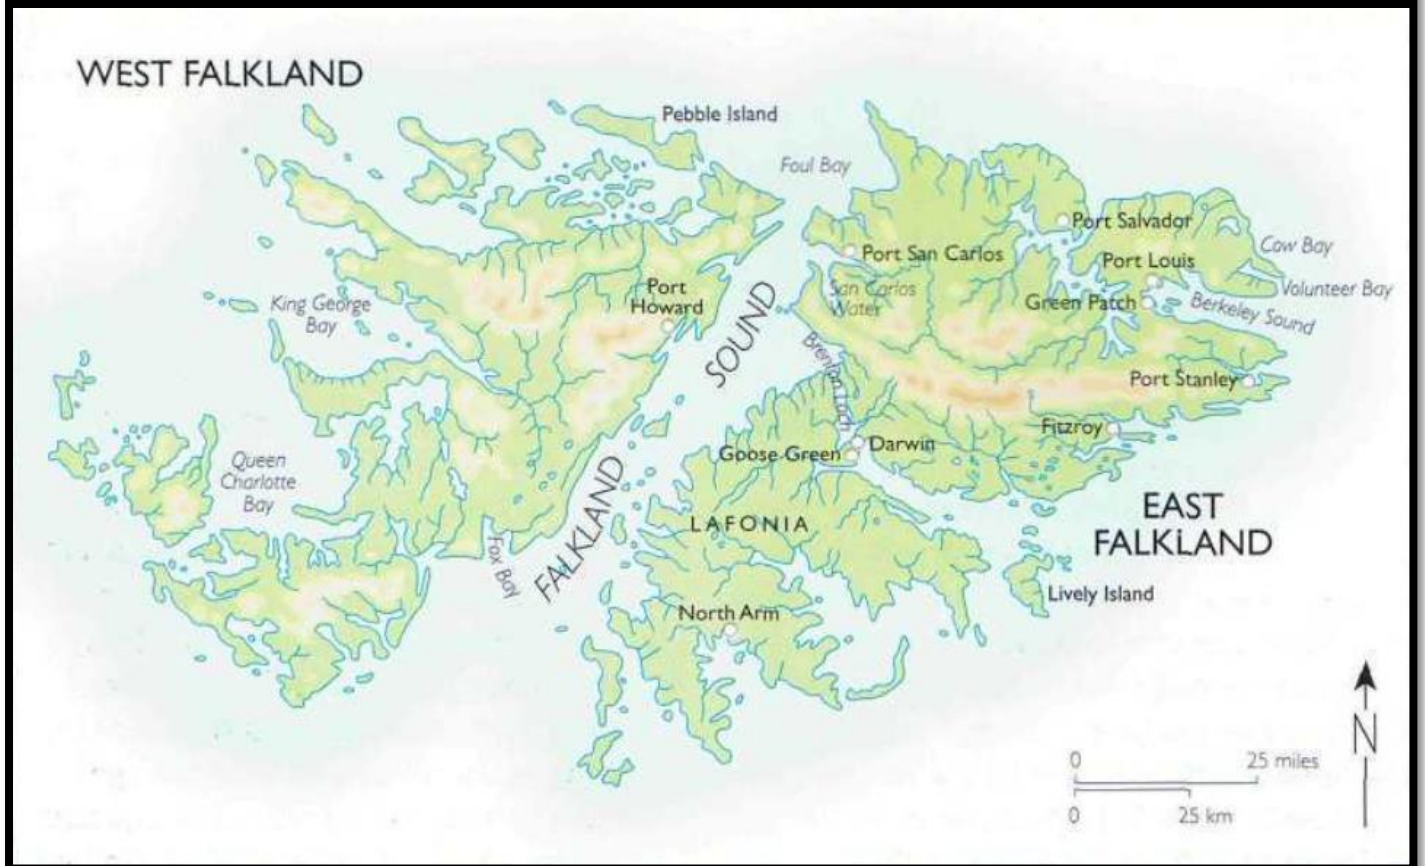 WEST FALKLAND
Pebble Island
Foul Bay
Port Salvador
Cow Bay
Port San Carlos
Port Louis
Volunteer Bay
San Carlos
Water
Green Patch
Berkeley Sound
King George
Bay
Port
Howard
SOUND
Brenton Loch
Port Stanley
Fitzroy
Darwin
Goose Green
Queen
Charlotte
Bay
FALKLAND
LAFONIA
EAST
FALKLAND
Fox Bay
Lively Island
North Arm
N
0 25 miles
0 25 km